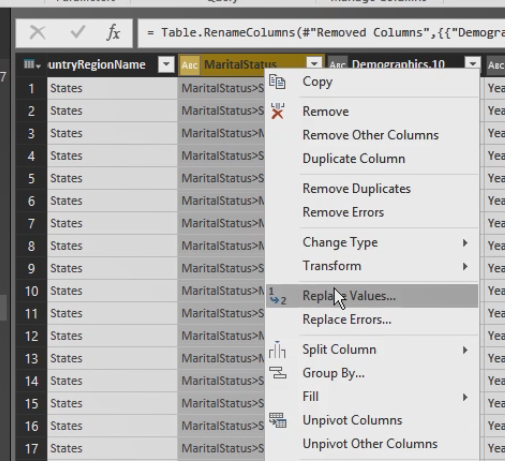 = Table.RenameColumns(#"Removed Columns",{{"Demogra
7
untryRegionName ABC MaritalStatus ABC Demographics.10 ABC
1 States MaritalStatus>S Yea
2 States MaritalStatus>S Yea
3 States MaritalStatus>M Yea
4 States MaritalStatus>S Yea
5 States MaritalStatus>S Yea
6 States MaritalStatus>S Yea
7 States MaritalStatus>M Yea
8 States MaritalStatus>M Yea
9 States MaritalStatus>S Yea
10 States MaritalStatus>M Yea
11 States MaritalStatus>S Yea
12 States MaritalStatus>M Yea
13 States MaritalStatus>M Yea
14 States MaritalStatus>S Yea
15 States MaritalStatus>S Yea
16 States MaritalStatus>S Yea
17 States MaritalStatus>S Yea
Copy
Remove
Remove Other Columns
Duplicate Column
Remove Duplicates
Remove Errors
Change Type
Transform
Replace Values...
Replace Errors...
Split Column
Group By...
Fill
Unpivot Columns
Unpivot Other Columns